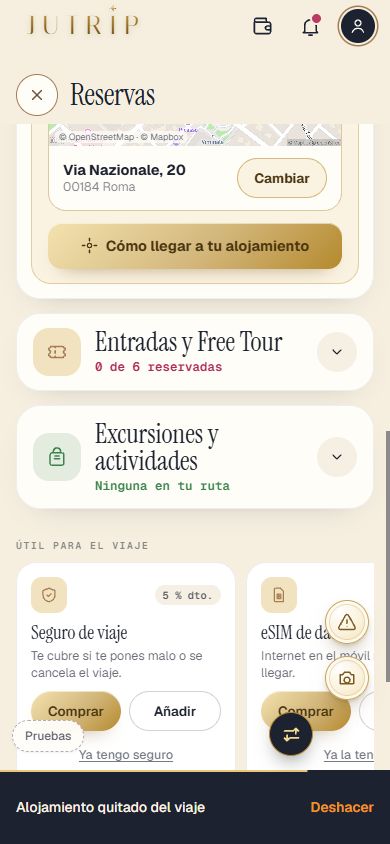 JUTRIP
Reservas
© OpenStreetMap - © Mapbox
Via Nazionale, 20
00184 Roma
Cambiar
Cómo llegar a tu alojamiento
Entradas y Free Tour
0 de 6 reservadas
Excursiones y
actividades
Ninguna en tu ruta
ÚTIL PARA EL VIAJE
5 % dto.
Seguro de viaje
Te cubre si te pones malo o se
cancela el viaje.
Comprar
Añadir
Ya tengo seguro
eSIM de da
Internet en el móvil
llegar.
Comprar
Ya la ten
Pruebas
Alojamiento quitado del viaje
Deshacer